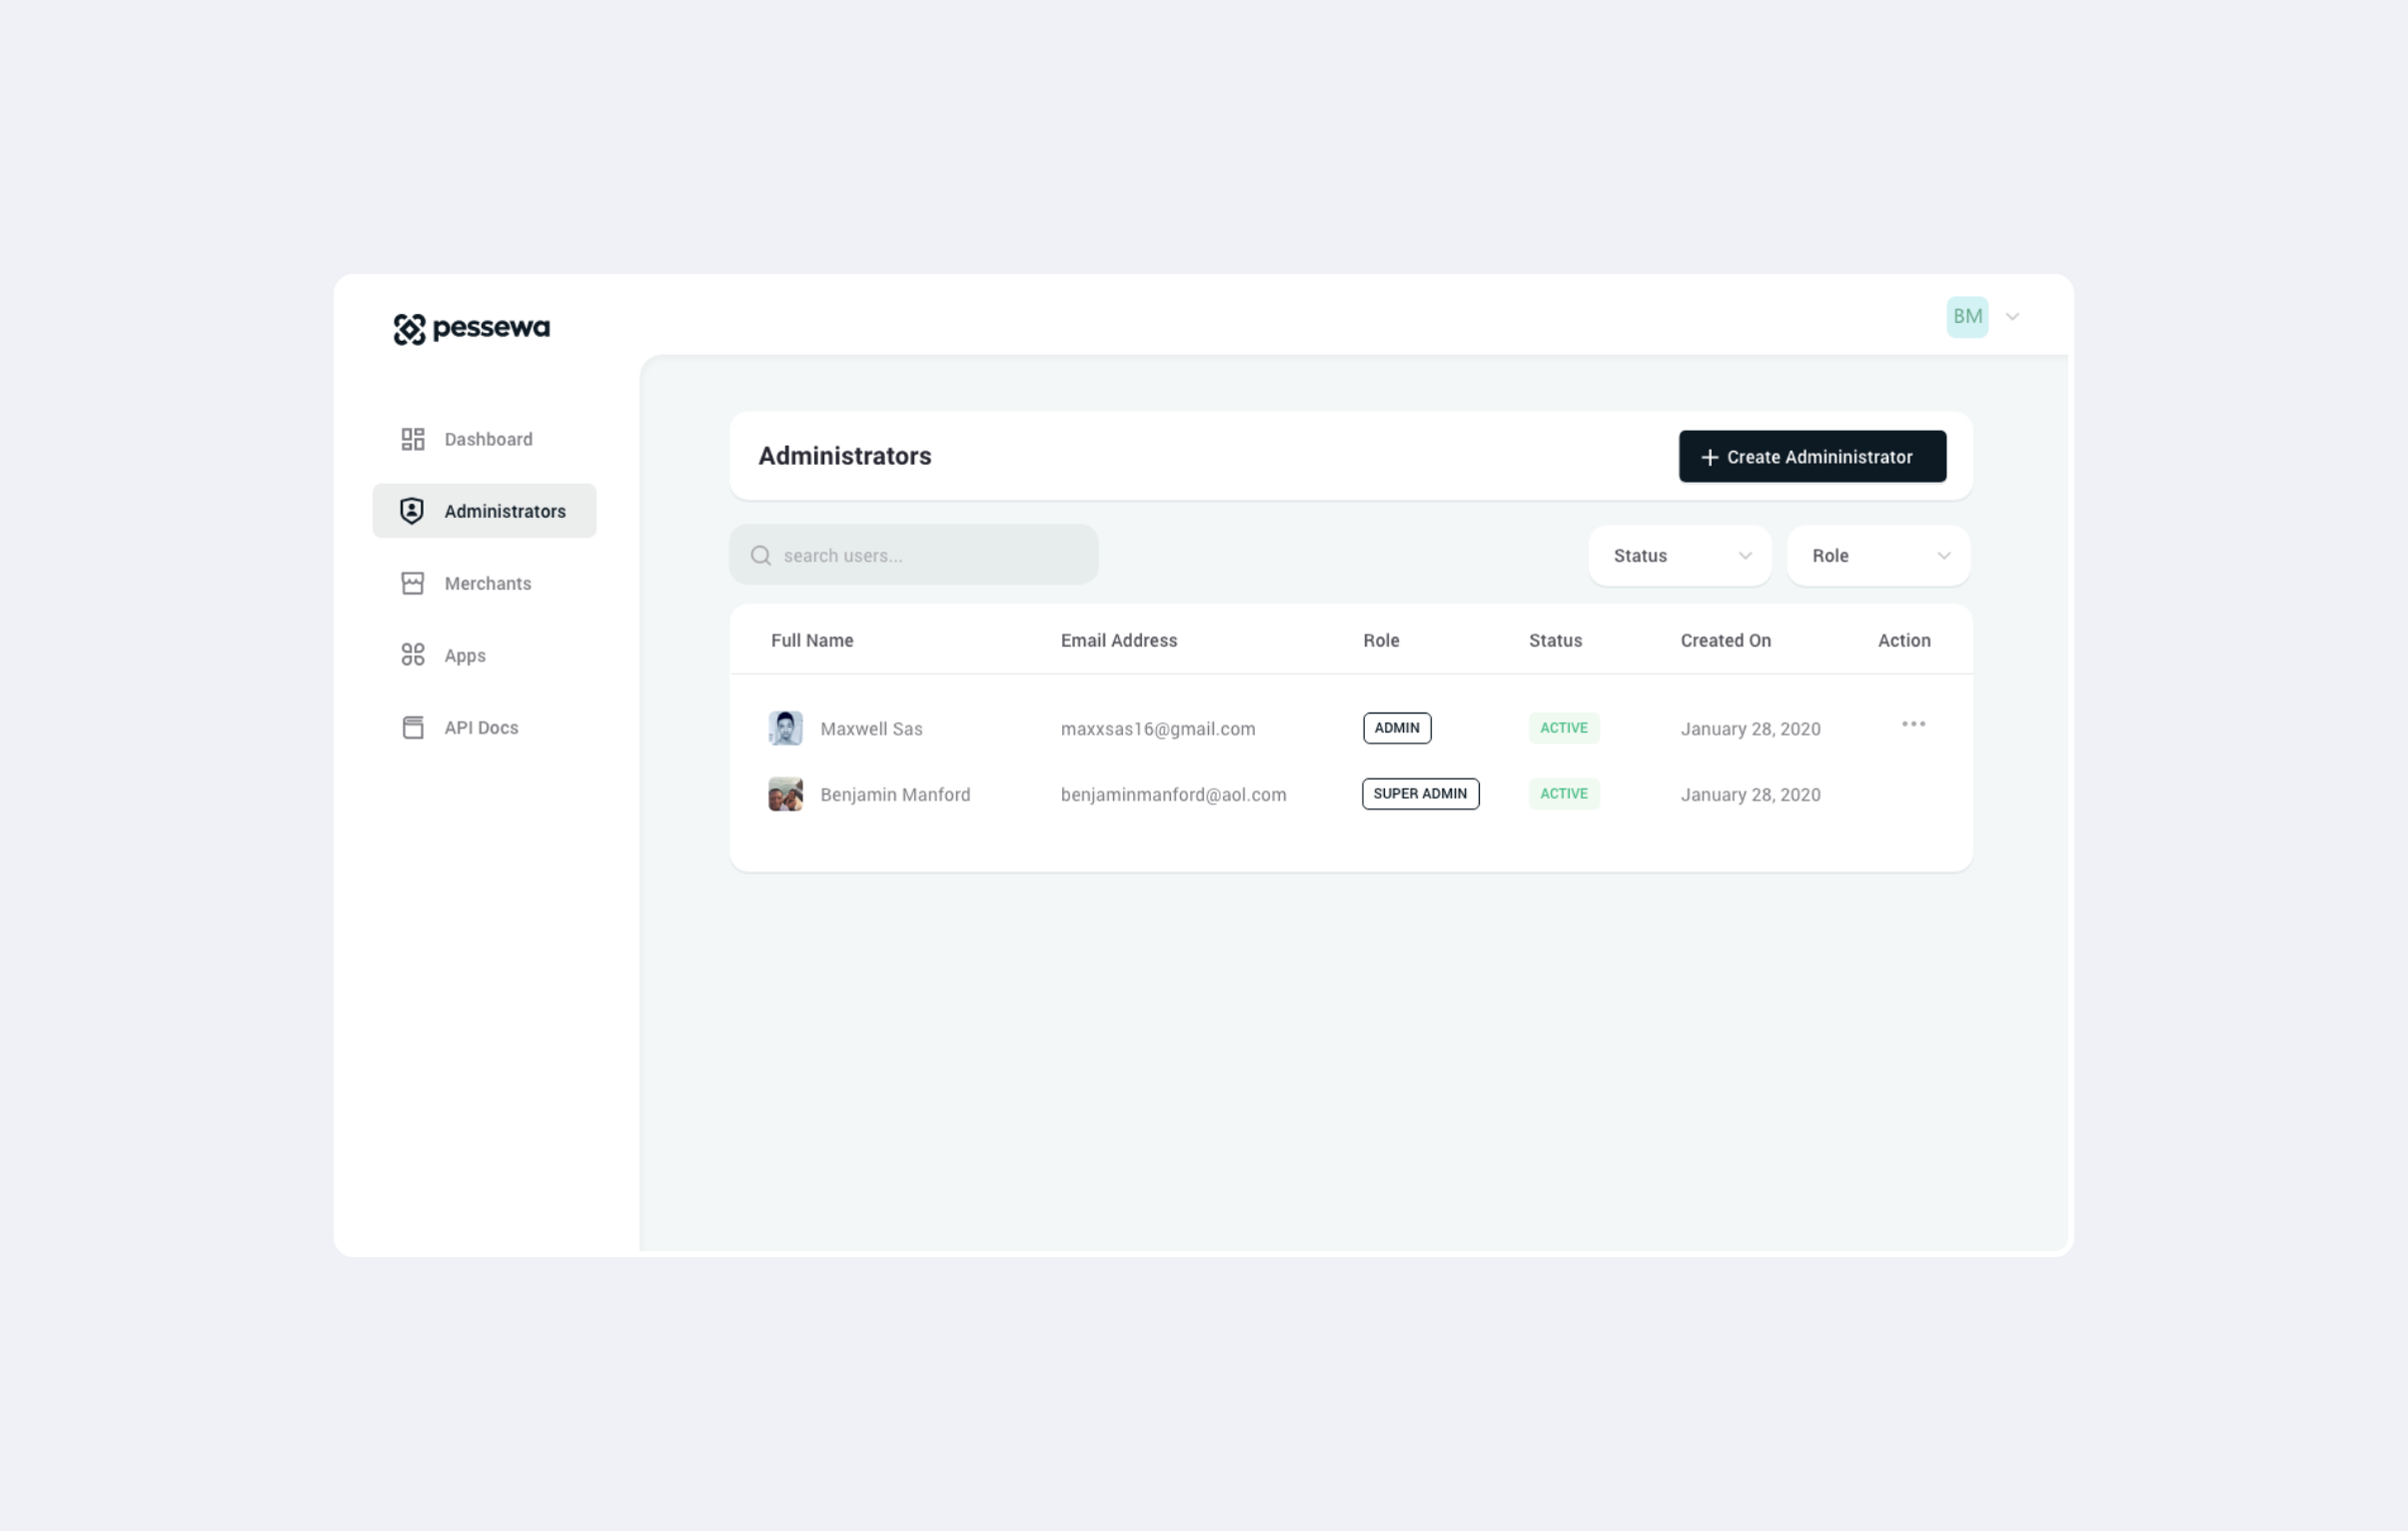 pessewa
BM
Dashboard
Administrators
Merchants
Apps
API Docs
Administrators
Create Admininistrator
search users...
Status
Role
Full Name Email Address Role Status Created On Action
Maxwell Sas maxxsas16@gmail.com ADMIN ACTIVE January 28, 2020
Benjamin Manford benjaminmanford@aol.com SUPER ADMIN ACTIVE January 28, 2020